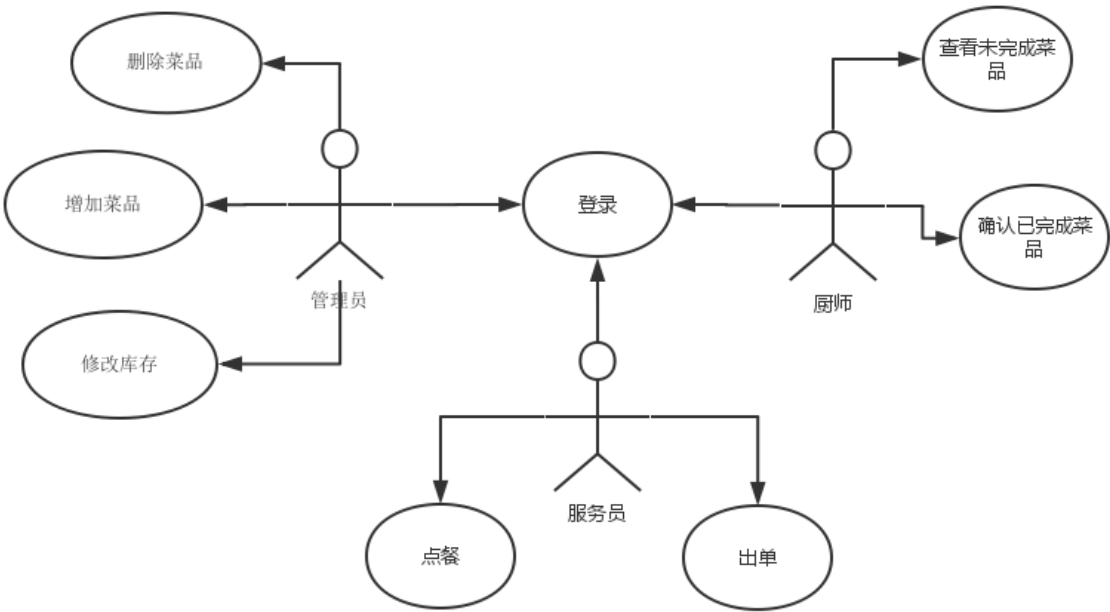 删除菜品
查看未完成菜
品
增加菜品
登录
确认已完成菜
品
管理员
厨师
修改库存
服务员
点餐
出单